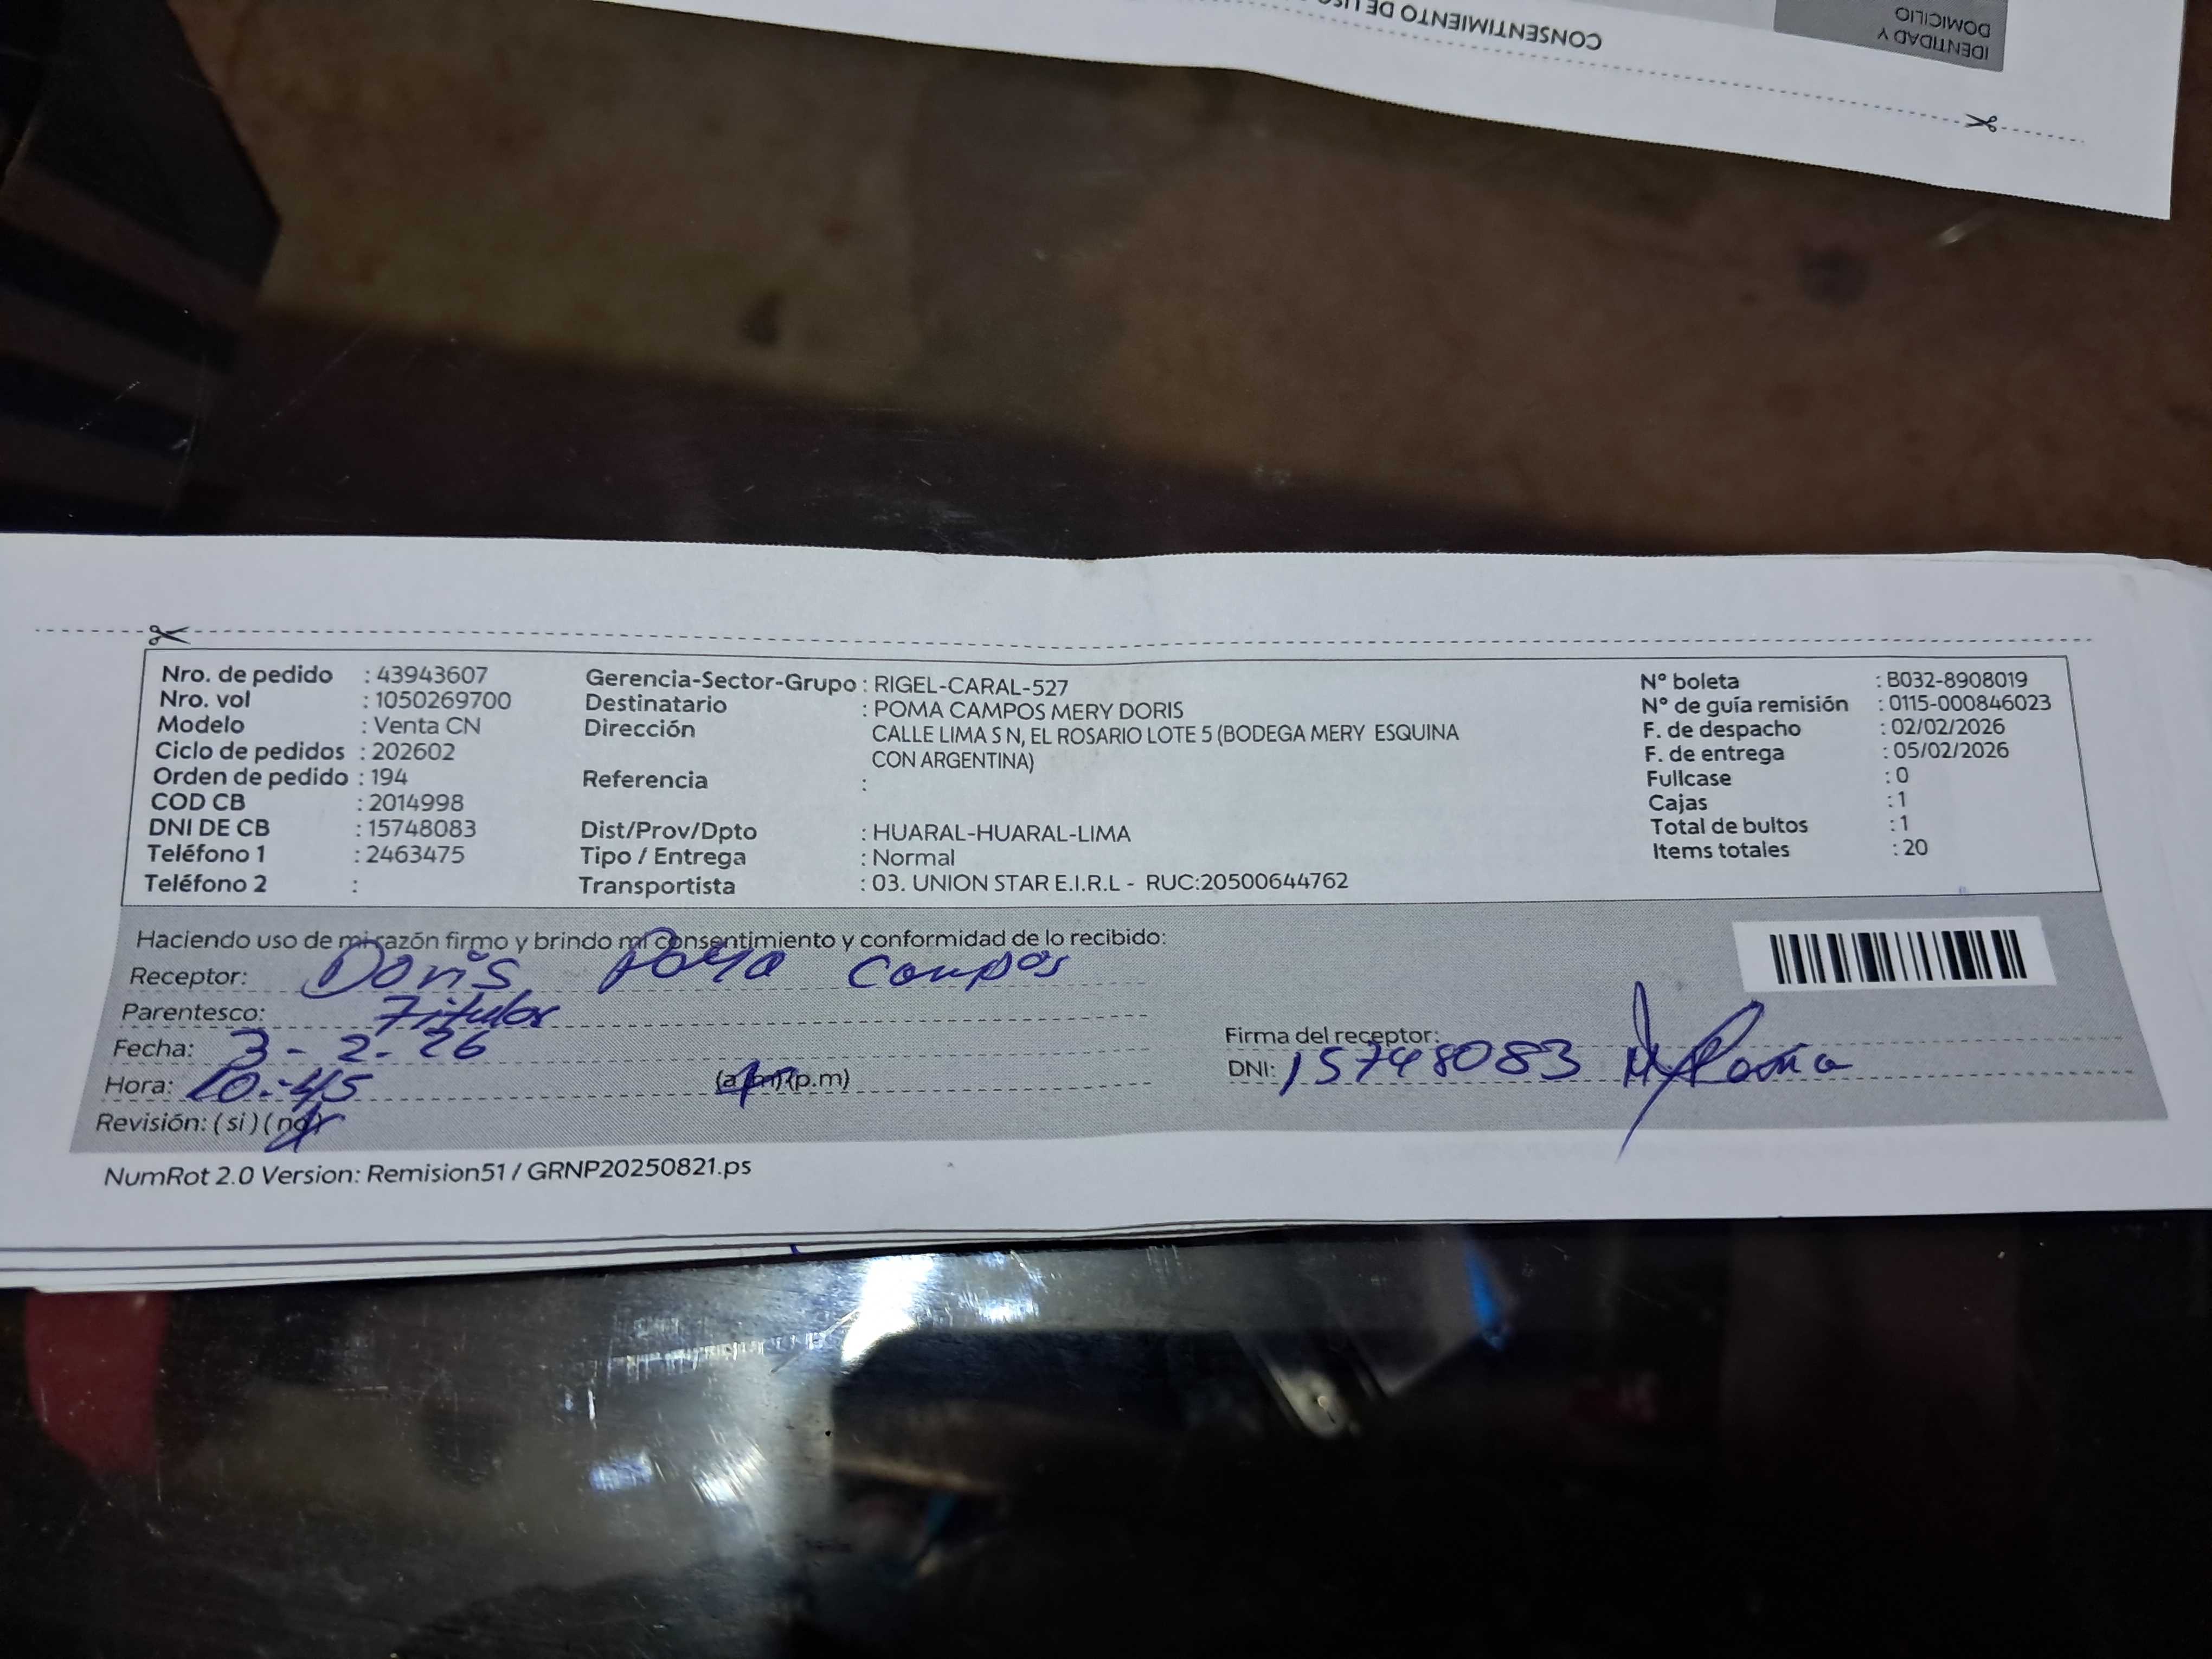 CONSENTIMIENTO DE USO
IDENTIDAD Y
DOMICILIO
Nro. de pedido : 43943607
Nro. vol : 1050269700
Modelo : Venta CN
Ciclo de pedidos : 202602
Orden de pedido : 194
COD CB : 2014998
DNI DE CB : 15748083
Teléfono 1 : 2463475
Teléfono 2 :
Gerencia-Sector-Grupo : RIGEL-CARAL-527
Destinatario : POMA CAMPOS MERY DORIS
Dirección CALLE LIMA S N, EL ROSARIO LOTE 5 (BODEGA MERY ESQUINA
CON ARGENTINA)
Referencia :
Dist/Prov/Dpto : HUARAL-HUARAL-LIMA
Tipo / Entrega : Normal
Transportista : 03. UNION STAR E.I.R.L - RUC:20500644762
N° boleta : B032-8908019
N° de guía remisión : 0115-000846023
F. de despacho : 02/02/2026
F. de entrega : 05/02/2026
Fullcase : 0
Cajas : 1
Total de bultos : 1
Items totales : 20
Haciendo uso de mi razón firmo y brindo mi consentimiento y conformidad de lo recibido:
Receptor: Doris Poma Campos
Parentesco: Titular
Fecha: 3-2-26
Hora: 10:45 (a.m) (p.m)
Revisión: (si) (no)
Firma del receptor:
DNI: 15748083 Poma
NumRot 2.0 Version: Remision51 / GRNP20250821.ps